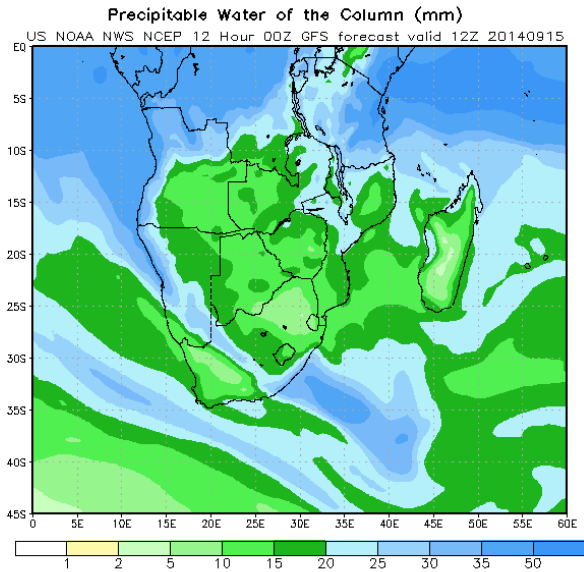 Precipitable Water of the Column (mm)
US NOAA NWS NCEP 12 Hour 00Z GFS forecast valid 12Z 20140915
EQ
5S
10S
15S
20S
25S
30S
35S
40S
45S
0 5E 10E 15E 20E 25E 30E 35E 40E 45E 50E 55E 60E
1 2 5 10 15 20 25 30 35 50